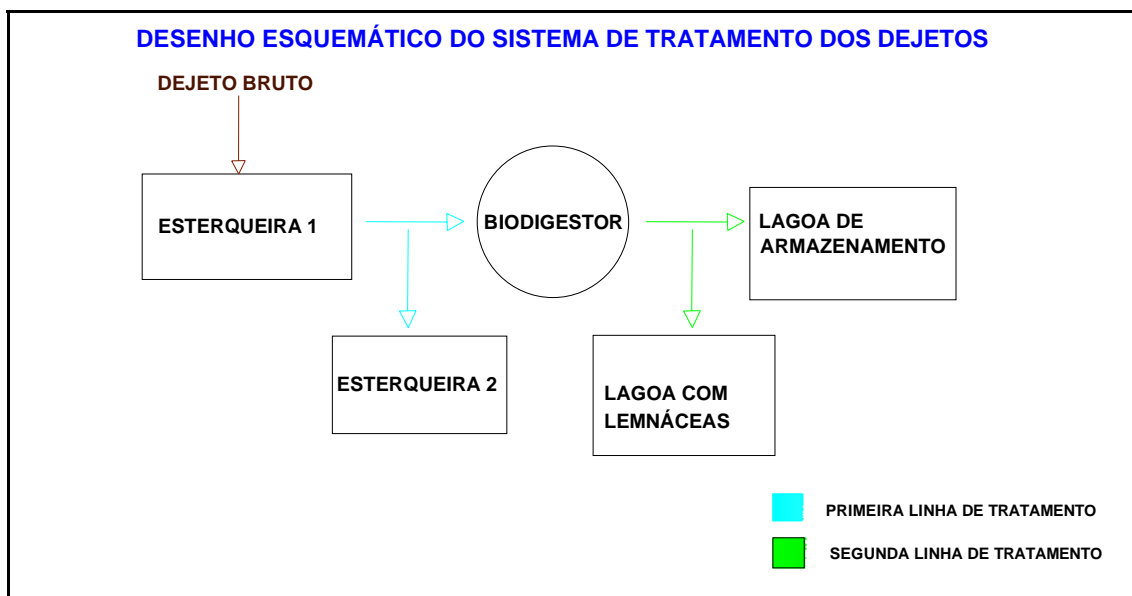 DESENHO ESQUEMÁTICO DO SISTEMA DE TRATAMENTO DOS DEJETOS
DEJETO BRUTO
ESTERQUEIRA 1
BIODIGESTOR
LAGOA DE
ARMAZENAMENTO
ESTERQUEIRA 2
LAGOA COM
LEMNÁCEAS
PRIMEIRA LINHA DE TRATAMENTO
SEGUNDA LINHA DE TRATAMENTO